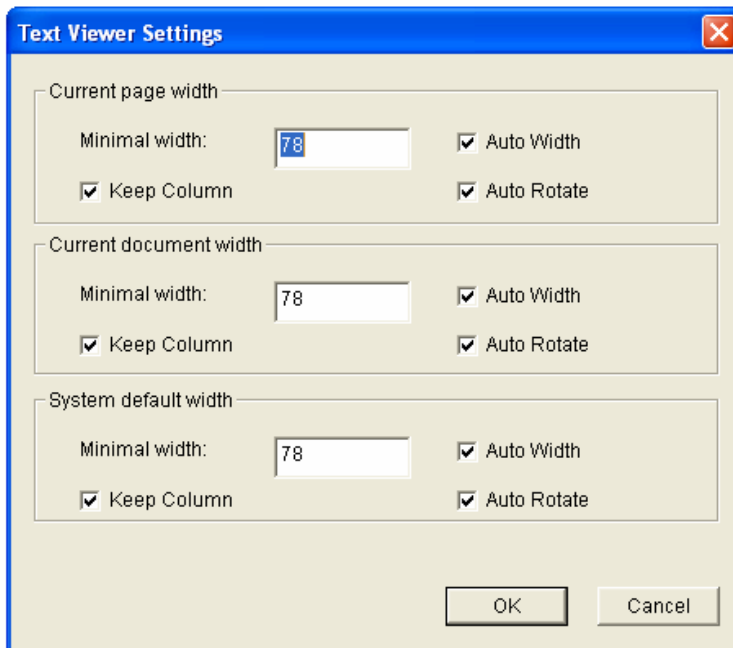 Text Viewer Settings
Current page width
Minimal width: 78 Auto Width
Keep Column Auto Rotate
Current document width
Minimal width: 78 Auto Width
Keep Column Auto Rotate
System default width
Minimal width: 78 Auto Width
Keep Column Auto Rotate
OK Cancel